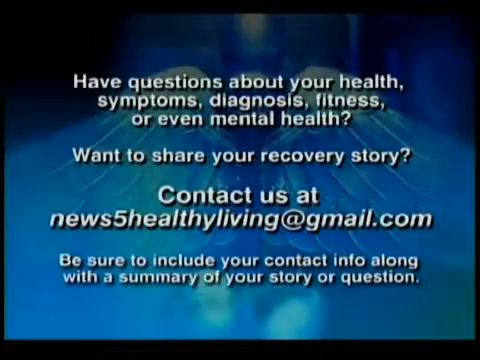 Have questions about your health,
symptoms, diagnosis, fitness,
or even mental health?
Want to share your recovery story?
Contact us at
news5healthyliving@gmail.com
Be sure to include your contact info along
with a summary of your story or question.